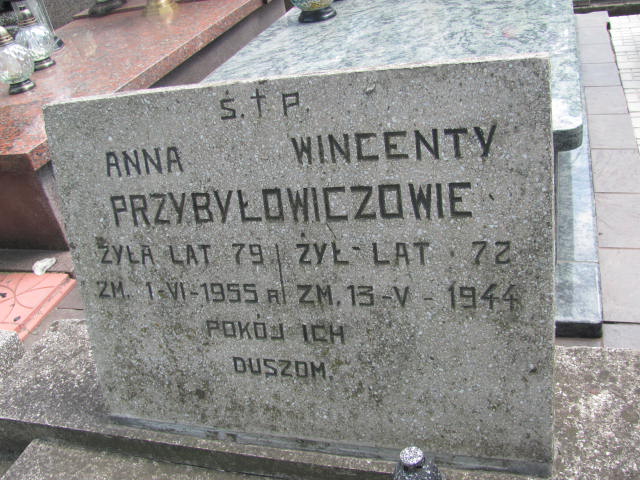 Ś.†P.
ANNA WINCENTY
PRZYBYŁOWICZOWIE
ŻYŁA LAT 79 ŻYŁ LAT 72
ZM. 1-VI-1955 R ZM. 13-V-1944
POKÓJ ICH
DUSZOM.